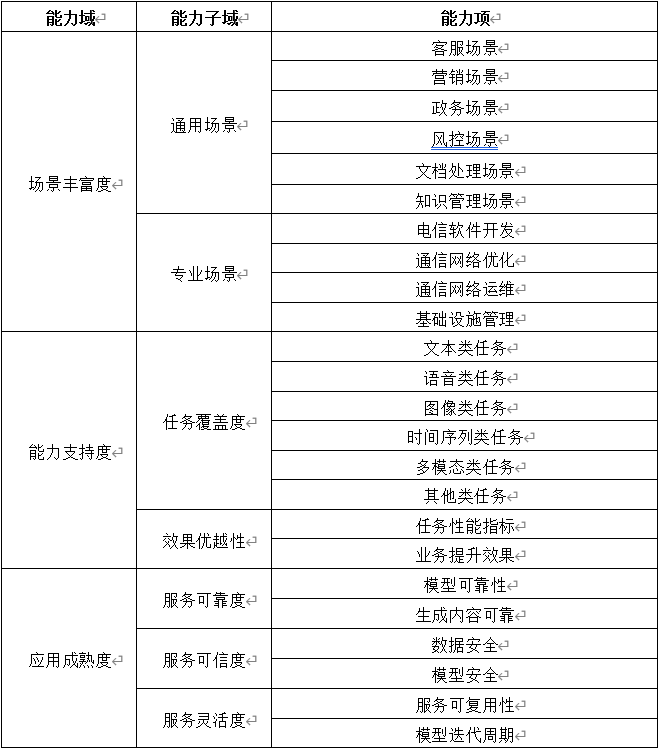 能力域 能力子域 能力项
场景丰富度 通用场景 客服场景
营销场景
政务场景
风控场景
文档处理场景
知识管理场景
专业场景 电信软件开发
通信网络优化
通信网络运维
基础设施管理
能力支持度 任务覆盖度 文本类任务
语音类任务
图像类任务
时间序列类任务
多模态类任务
其他类任务
效果优越性 任务性能指标
业务提升效果
应用成熟度 服务可靠度 模型可靠性
生成内容可靠
服务可信度 数据安全
模型安全
服务灵活度 服务可复用性
模型迭代周期